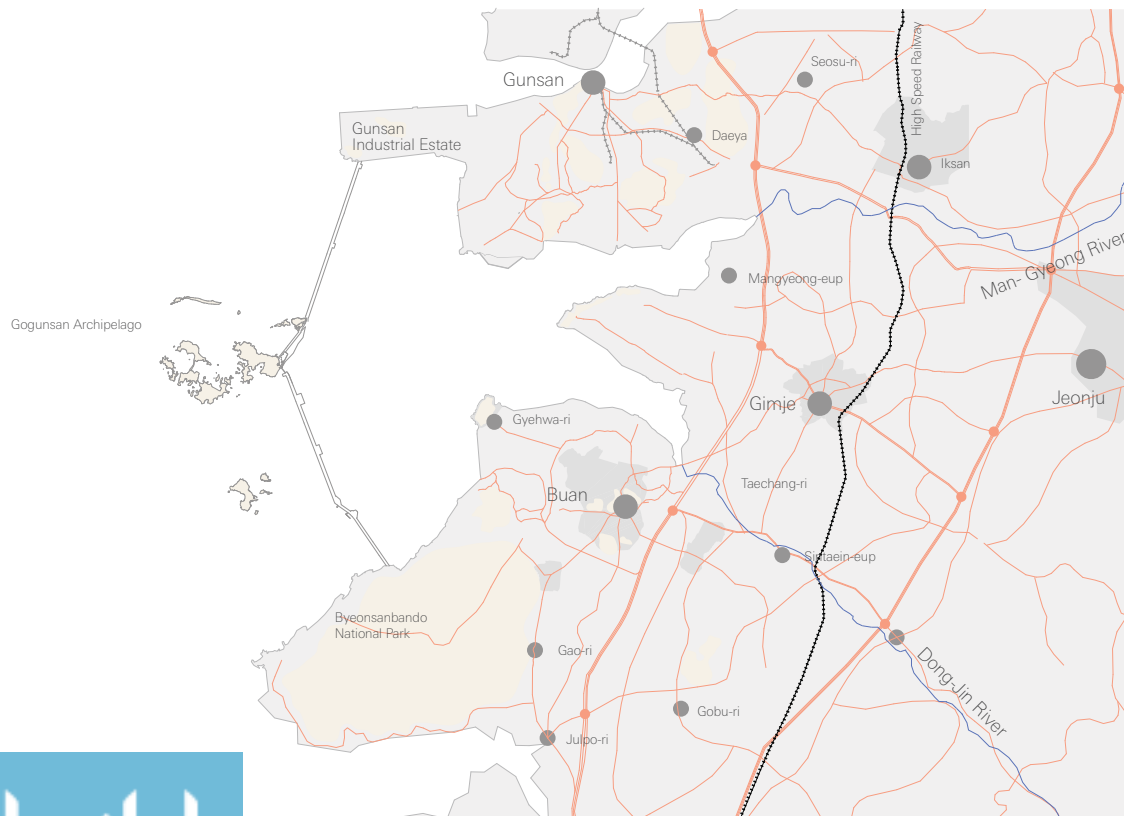 High Speed Railway
Seosu-ri
Gunsan
Gunsan
Industrial Estate
Daeya
Iksan
Man- Gyeong River
Mangyeong-eup
Gogunsan Archipelago
Jeonju
Gimje
Gyehwa-ri
Taechang-ri
Buan
Sintaein-eup
Byeonsanbando
National Park
Gao-ri
Dong-Jin River
Gobu-ri
Julpo-ri